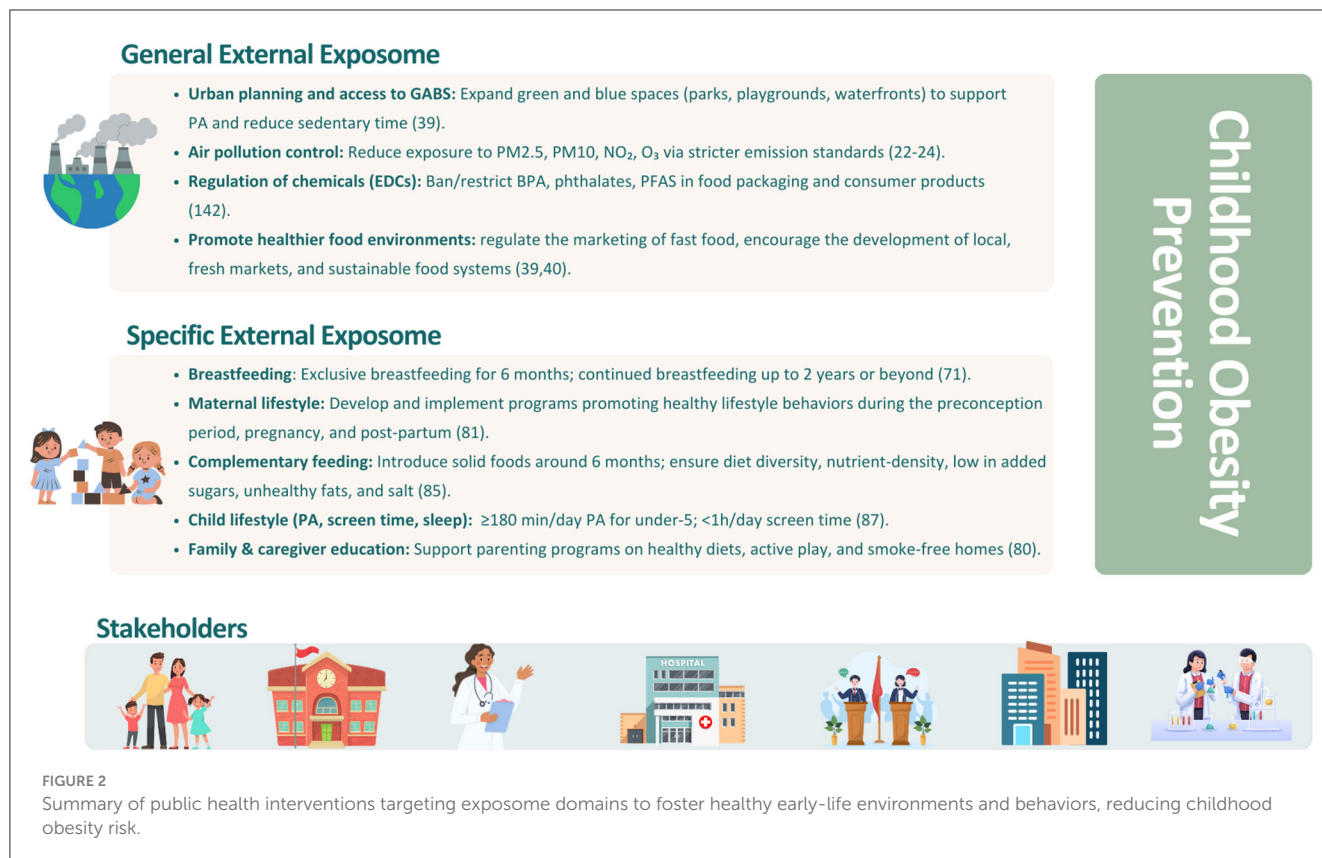 General External Exposome
• Urban planning and access to GABS: Expand green and blue spaces (parks, playgrounds, waterfronts) to support
PA and reduce sedentary time (39).
• Air pollution control: Reduce exposure to PM2.5, PM10, NO₂, O₃ via stricter emission standards (22-24).
• Regulation of chemicals (EDCs): Ban/restrict BPA, phthalates, PFAS in food packaging and consumer products
(142).
• Promote healthier food environments: regulate the marketing of fast food, encourage the development of local,
fresh markets, and sustainable food systems (39,40).
Specific External Exposome
• Breastfeeding: Exclusive breastfeeding for 6 months; continued breastfeeding up to 2 years or beyond (71).
• Maternal lifestyle: Develop and implement programs promoting healthy lifestyle behaviors during the preconception
period, pregnancy, and post-partum (81).
• Complementary feeding: Introduce solid foods around 6 months; ensure diet diversity, nutrient-density, low in added
sugars, unhealthy fats, and salt (85).
• Child lifestyle (PA, screen time, sleep): ≥180 min/day PA for under-5; <1h/day screen time (87).
• Family & caregiver education: Support parenting programs on healthy diets, active play, and smoke-free homes (80).
Childhood Obesity
Prevention
Stakeholders
HOSPITAL
FIGURE 2
Summary of public health interventions targeting exposome domains to foster healthy early-life environments and behaviors, reducing childhood
obesity risk.